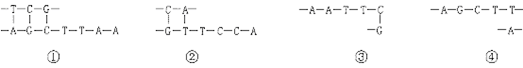 —T—C—G— —C—A— —A—A—T—T—C —A—G—C—T—T
—A—G—C—T—T—A—A —G—T—T—C—C—A —G —A—
① ② ③ ④